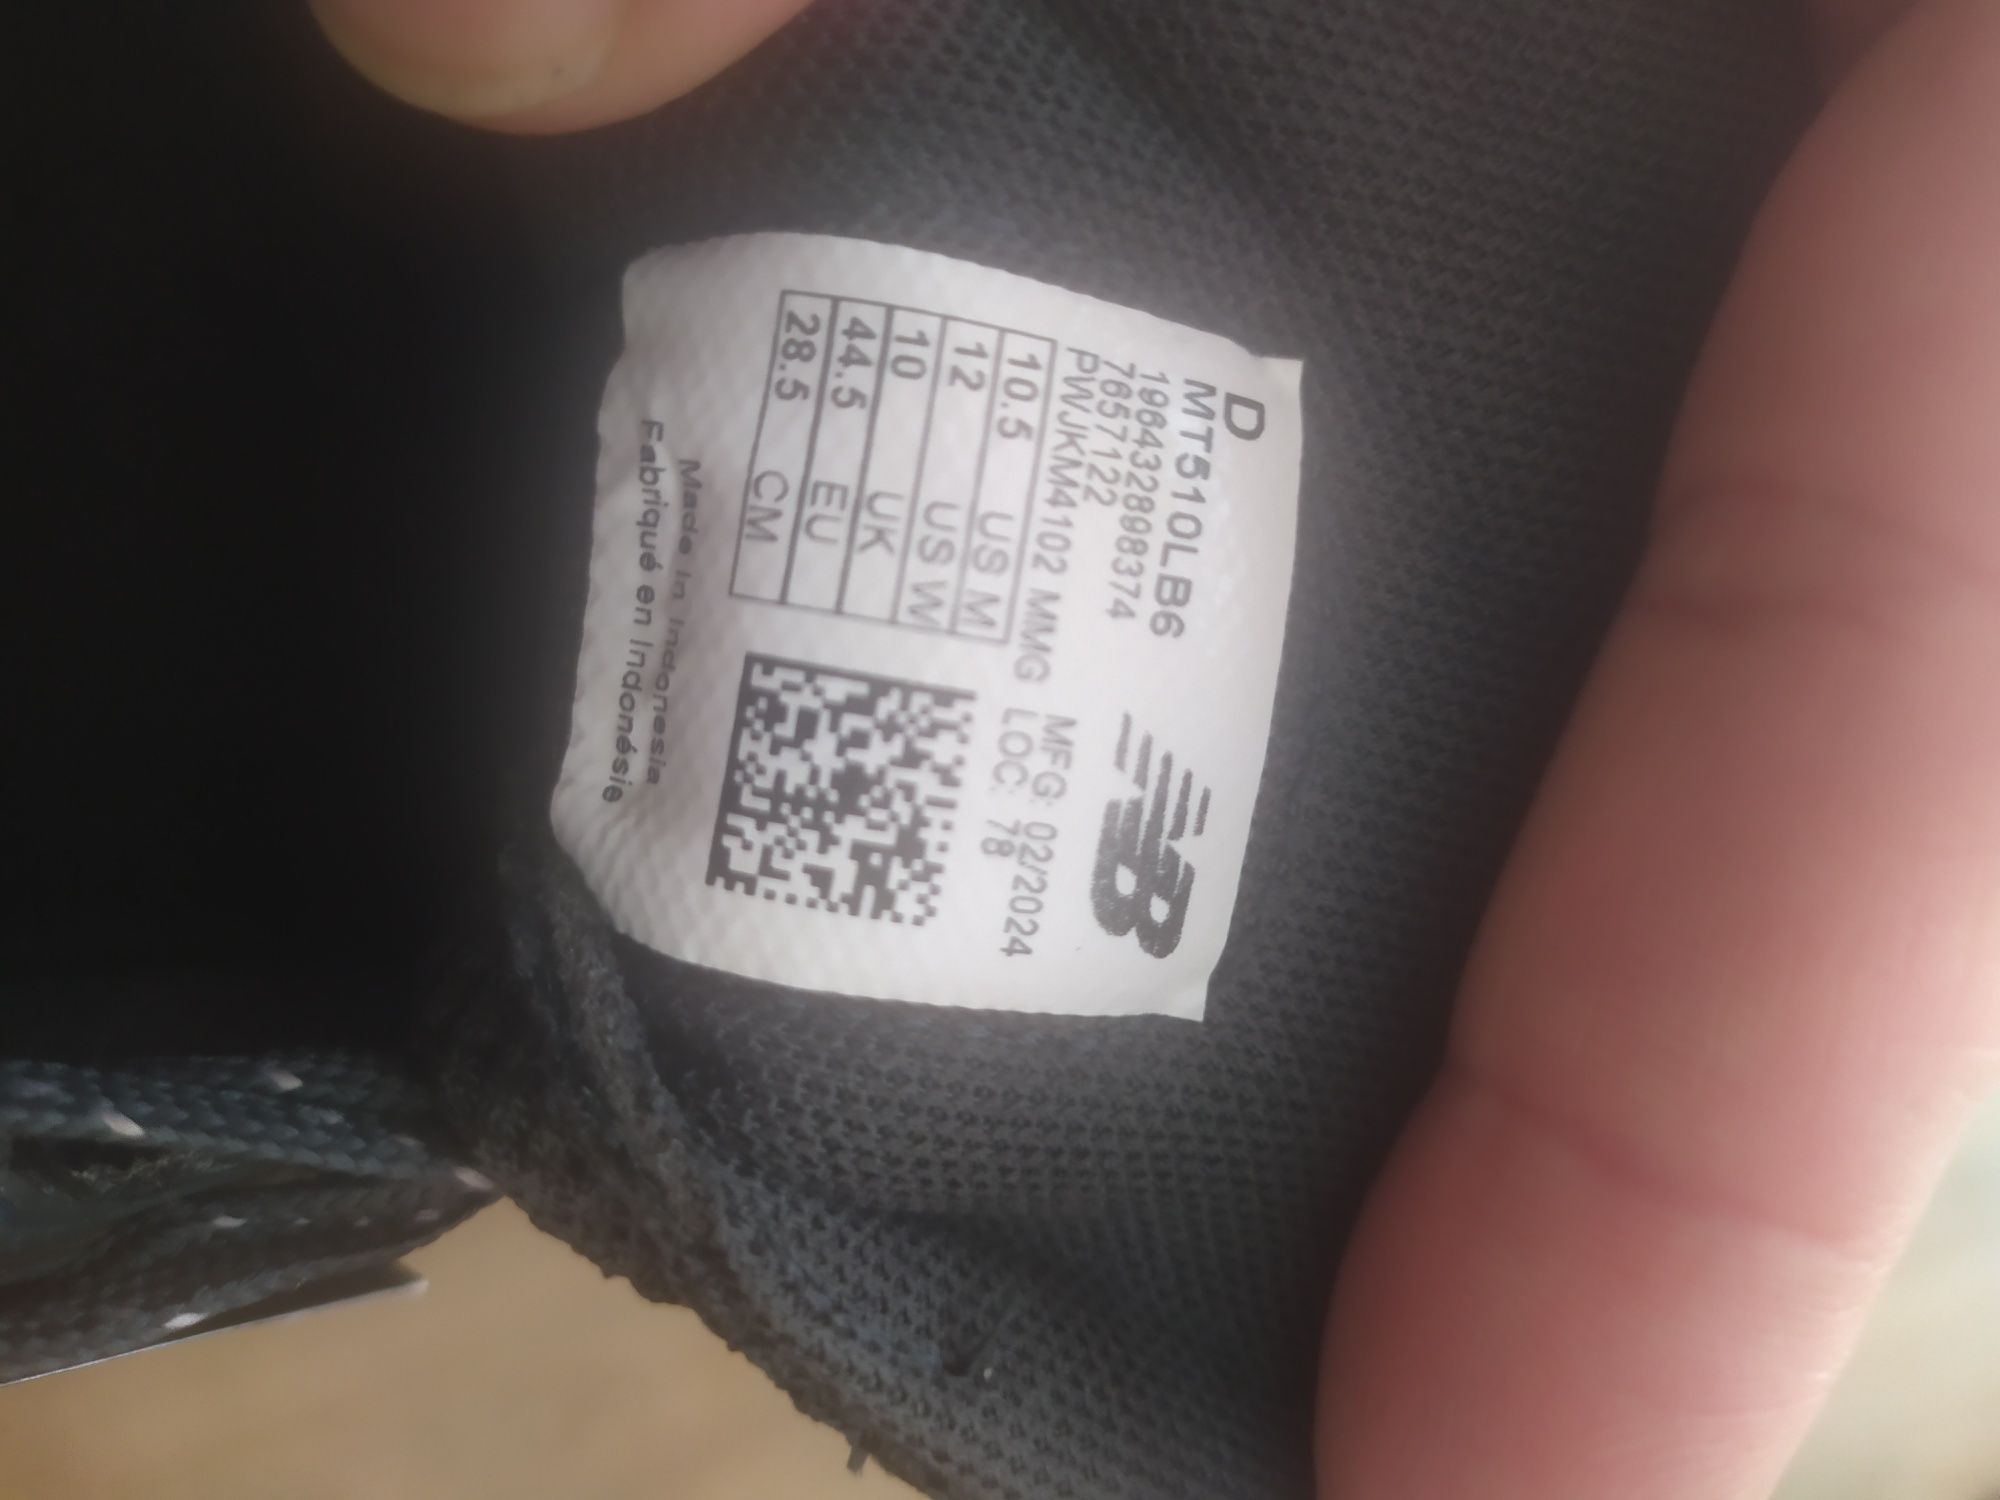 D
MT510LB6
196432898374
7657122
PWJKM4102 MMG
NB
MFG: 02/2024
LOC: 78
10.5 US M
12 US W
10 UK
44.5 EU
28.5 CM
Made in Indonesia
Fabriqué en Indonésie